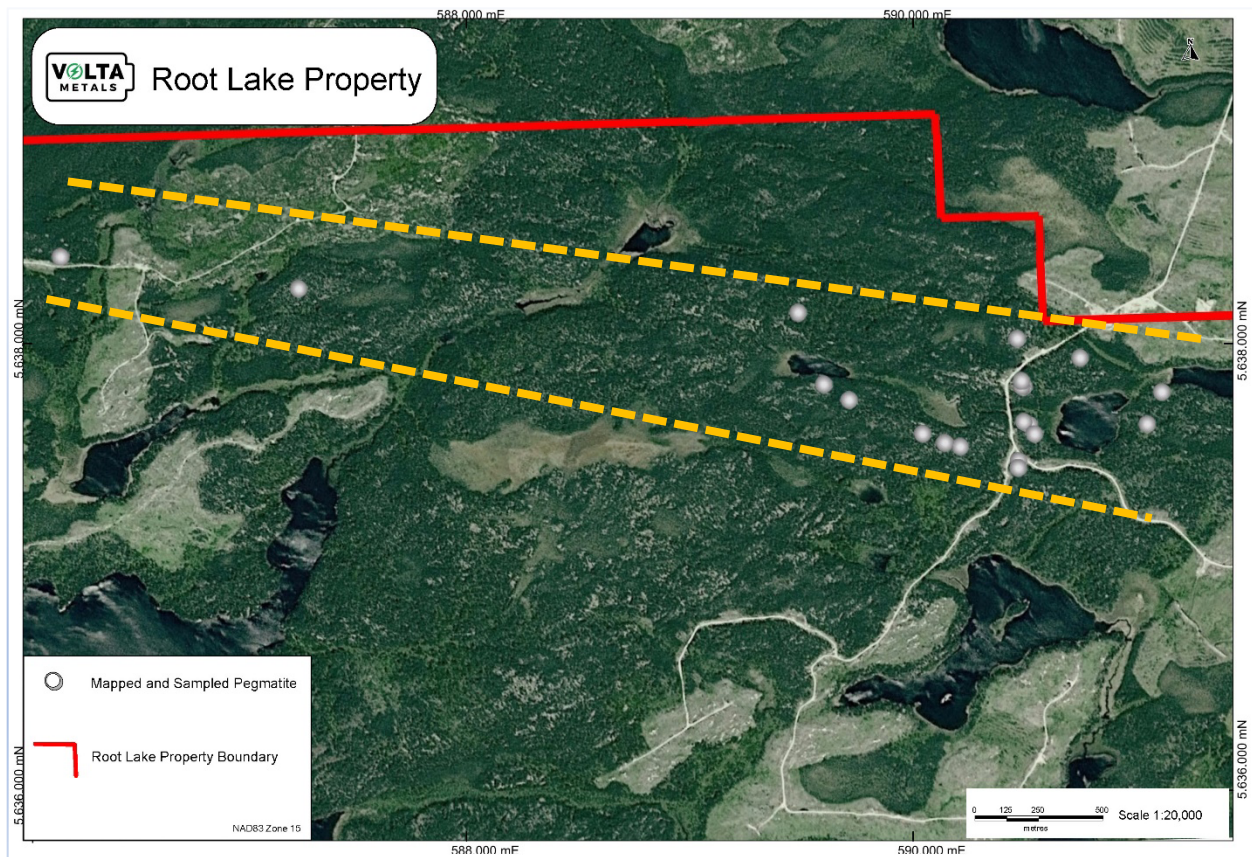 588.000 mE
590.000 mE
N
VOLTA
METALS
Root Lake Property
5.638.000 mN
5.638.000 mN
Mapped and Sampled Pegmatite
Root Lake Property Boundary
NAD83 Zone 15
5.636.000 mN
5.636.000 mN
0 125 250 500
metres
Scale 1:20,000
588.000 mE
590.000 mE